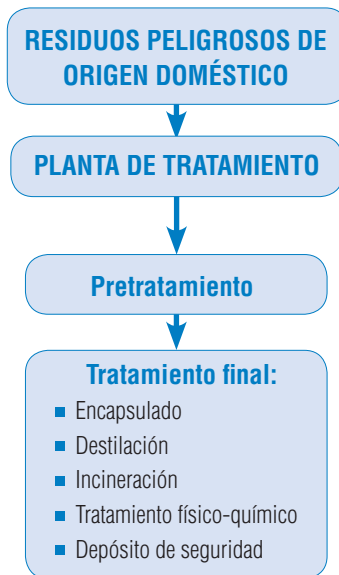 RESIDUOS PELIGROSOS DE
ORIGEN DOMÉSTICO
PLANTA DE TRATAMIENTO
Pretratamiento
Tratamiento final:
Encapsulado
Destilación
Incineración
Tratamiento físico-químico
Depósito de seguridad